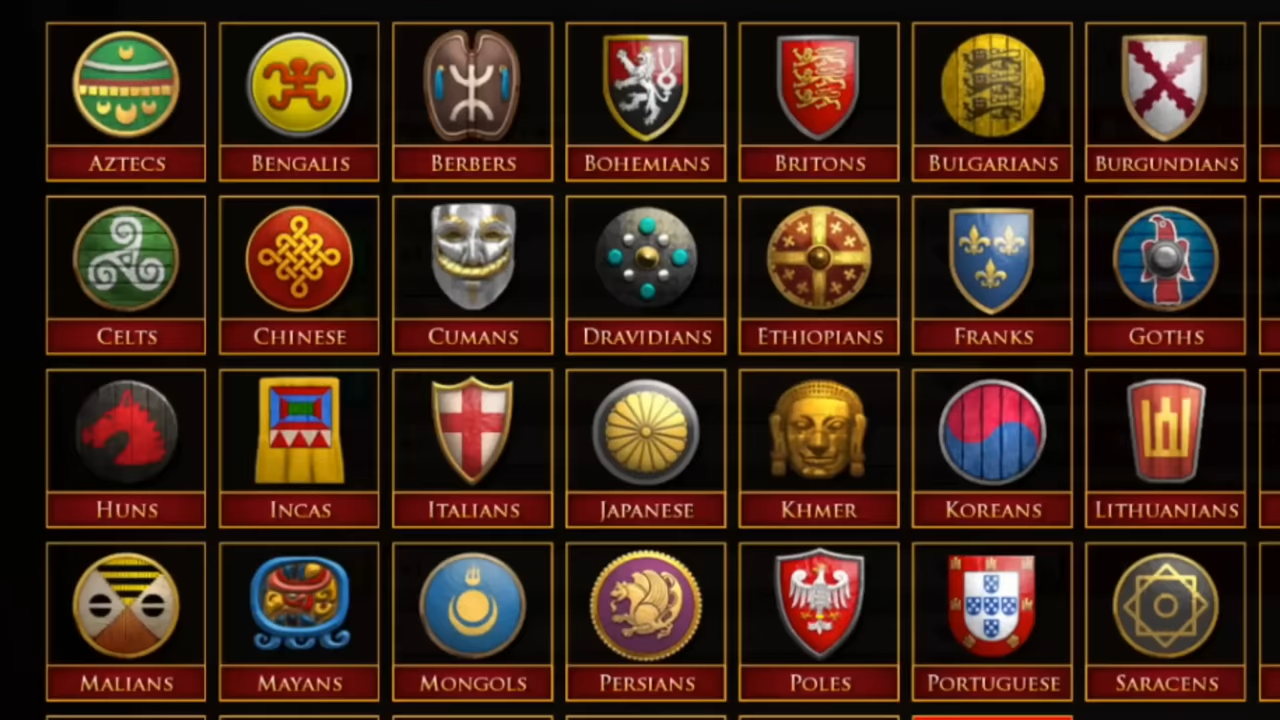 AZTECS
BENGALIS
BERBERS
BOHEMIANS
BRITONS
BULGARIANS
BURGUNDIANS
CELTS
CHINESE
CUMANS
DRAVIDIANS
ETHIOPIANS
FRANKS
GOTHS
HUNS
INCAS
ITALIANS
JAPANESE
KHMER
KOREANS
LITHUANIANS
MALIANS
MAYANS
MONGOLS
PERSIANS
POLES
PORTUGUESE
SARACENS